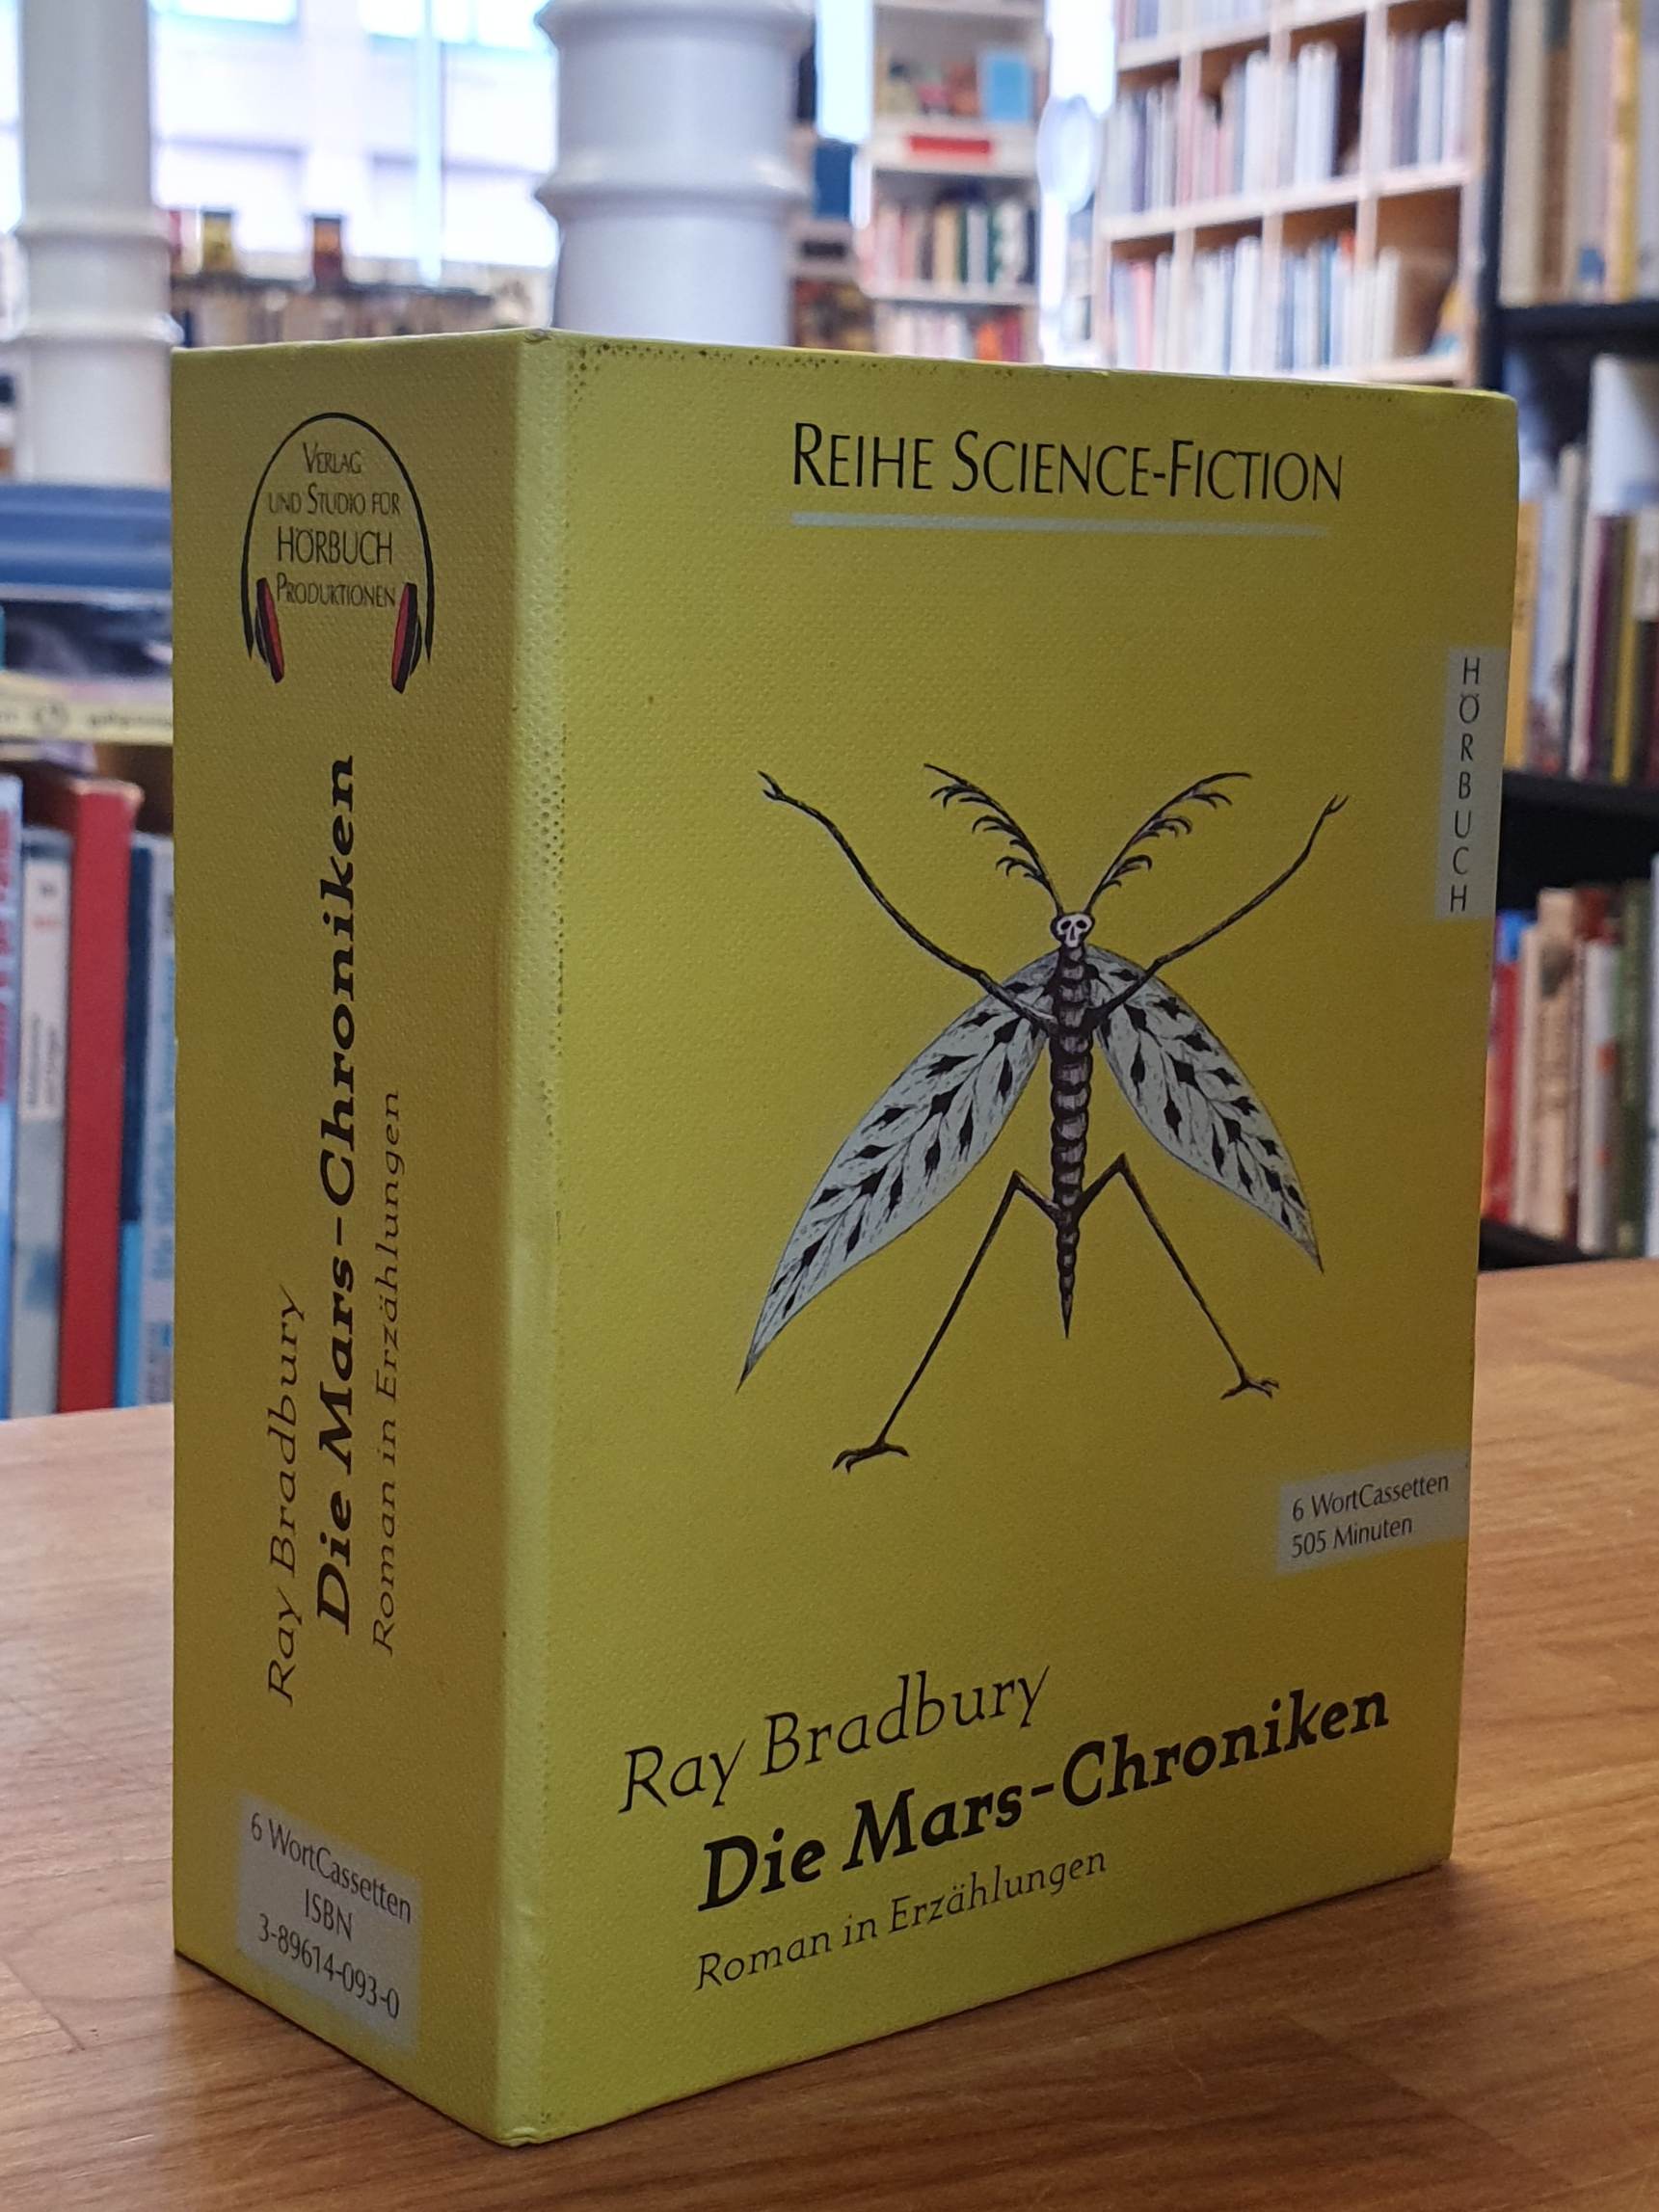 VERLAG
UND STUDIO FÜR
HÖRBUCH
PRODUKTIONEN
Ray Bradbury
Die Mars-Chroniken
Roman in Erzählungen
6 WortCassetten
ISBN
3-89614-093-0
REIHE SCIENCE-FICTION
HÖRBUCH
6 WortCassetten
505 Minuten
Ray Bradbury
Die Mars-Chroniken
Roman in Erzählungen